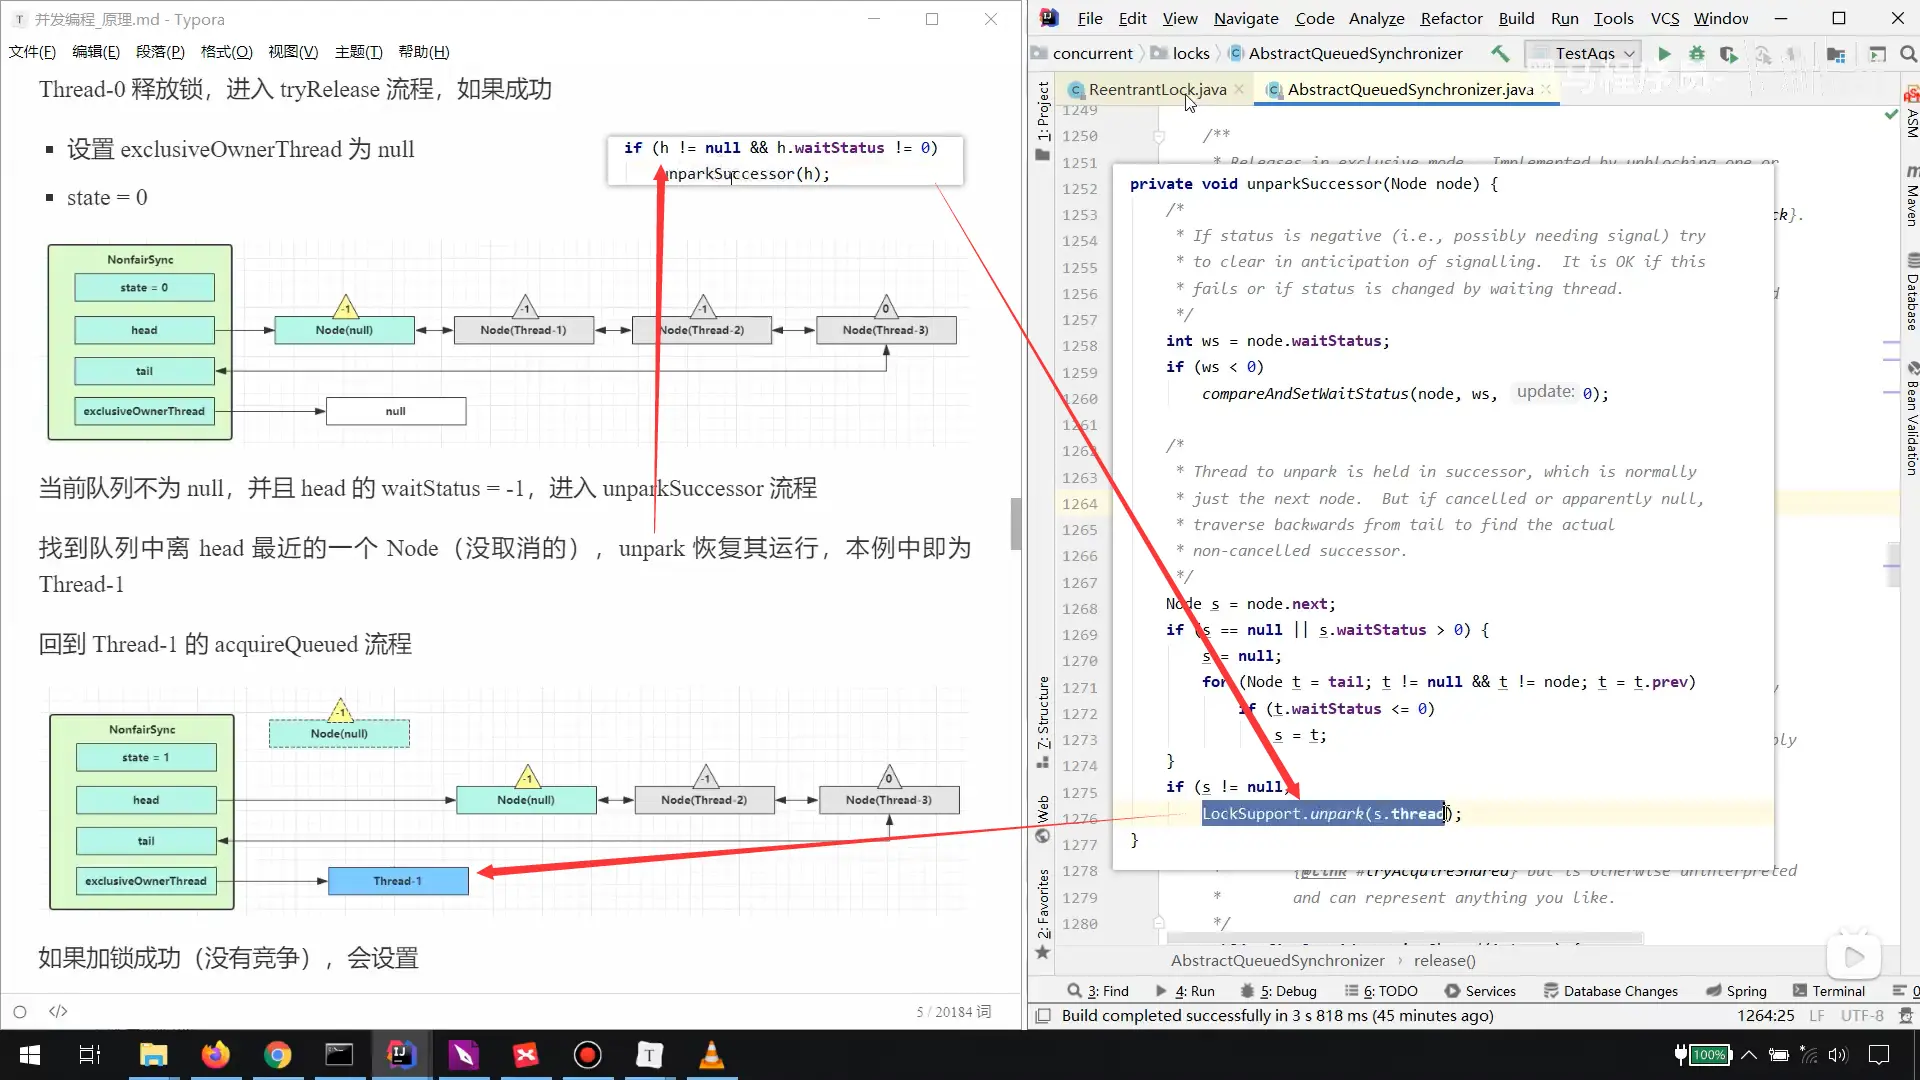 并发编程_原理.md - Typora
文件(F) 编辑(E) 段落(P) 格式(O) 视图(V) 主题(T) 帮助(H)
Thread-0 释放锁，进入 tryRelease 流程，如果成功
设置 exclusiveOwnerThread 为 null
state = 0
if (h != null && h.waitStatus != 0)
unparkSuccessor(h);
NonfairSync
state = 0
head
tail
exclusiveOwnerThread
-1
Node(null)
-1
Node(Thread-1)
-1
Node(Thread-2)
0
Node(Thread-3)
null
当前队列不为 null，并且 head 的 waitStatus = -1，进入 unparkSuccessor 流程
找到队列中离 head 最近的一个 Node（没取消的），unpark 恢复其运行，本例中即为
Thread-1
回到 Thread-1 的 acquireQueued 流程
NonfairSync
state = 1
head
tail
exclusiveOwnerThread
-1
Node(null)
-1
Node(null)
-1
Node(Thread-2)
0
Node(Thread-3)
Thread-1
如果加锁成功（没有竞争），会设置
</>
5 / 20184 词
File Edit View Navigate Code Analyze Refactor Build Run Tools VCS Window
concurrent locks AbstractQueuedSynchronizer TestAqs
ReentrantLock.java AbstractQueuedSynchronizer.java
1: Project
7: Structure
Web
2: Favorites
ASM
Maven
Database
Bean Validation
1249
1250 /**
1251 * Releases in exclusive mode. Implemented by unblocking one or
1252
1253 ck}.
1254
1255
1256
1257
1258
1259
1260
1261
1262
1263
1264
1265
1266
1267
1268
1269
1270
1271
1272
1273
1274
1275
1276
1277
private void unparkSuccessor(Node node) {
/*
* If status is negative (i.e., possibly needing signal) try
* to clear in anticipation of signalling. It is OK if this
* fails or if status is changed by waiting thread.
*/
int ws = node.waitStatus;
if (ws < 0)
compareAndSetWaitStatus(node, ws, update: 0);
/*
* Thread to unpark is held in successor, which is normally
* just the next node. But if cancelled or apparently null,
* traverse backwards from tail to find the actual
* non-cancelled successor.
*/
Node s = node.next;
if (s == null || s.waitStatus > 0) {
s = null;
for (Node t = tail; t != null && t != node; t = t.prev)
if (t.waitStatus <= 0)
s = t;
}
if (s != null)
LockSupport.unpark(s.thread);
}
1278 * {@link #tryAcquireShared} but is otherwise uninterpreted
1279 * and can represent anything you like.
1280 */
AbstractQueuedSynchronizer release()
3: Find 4: Run 5: Debug 6: TODO Services Database Changes Spring Terminal
Build completed successfully in 3 s 818 ms (45 minutes ago) 1264:25 LF UTF-8
100%